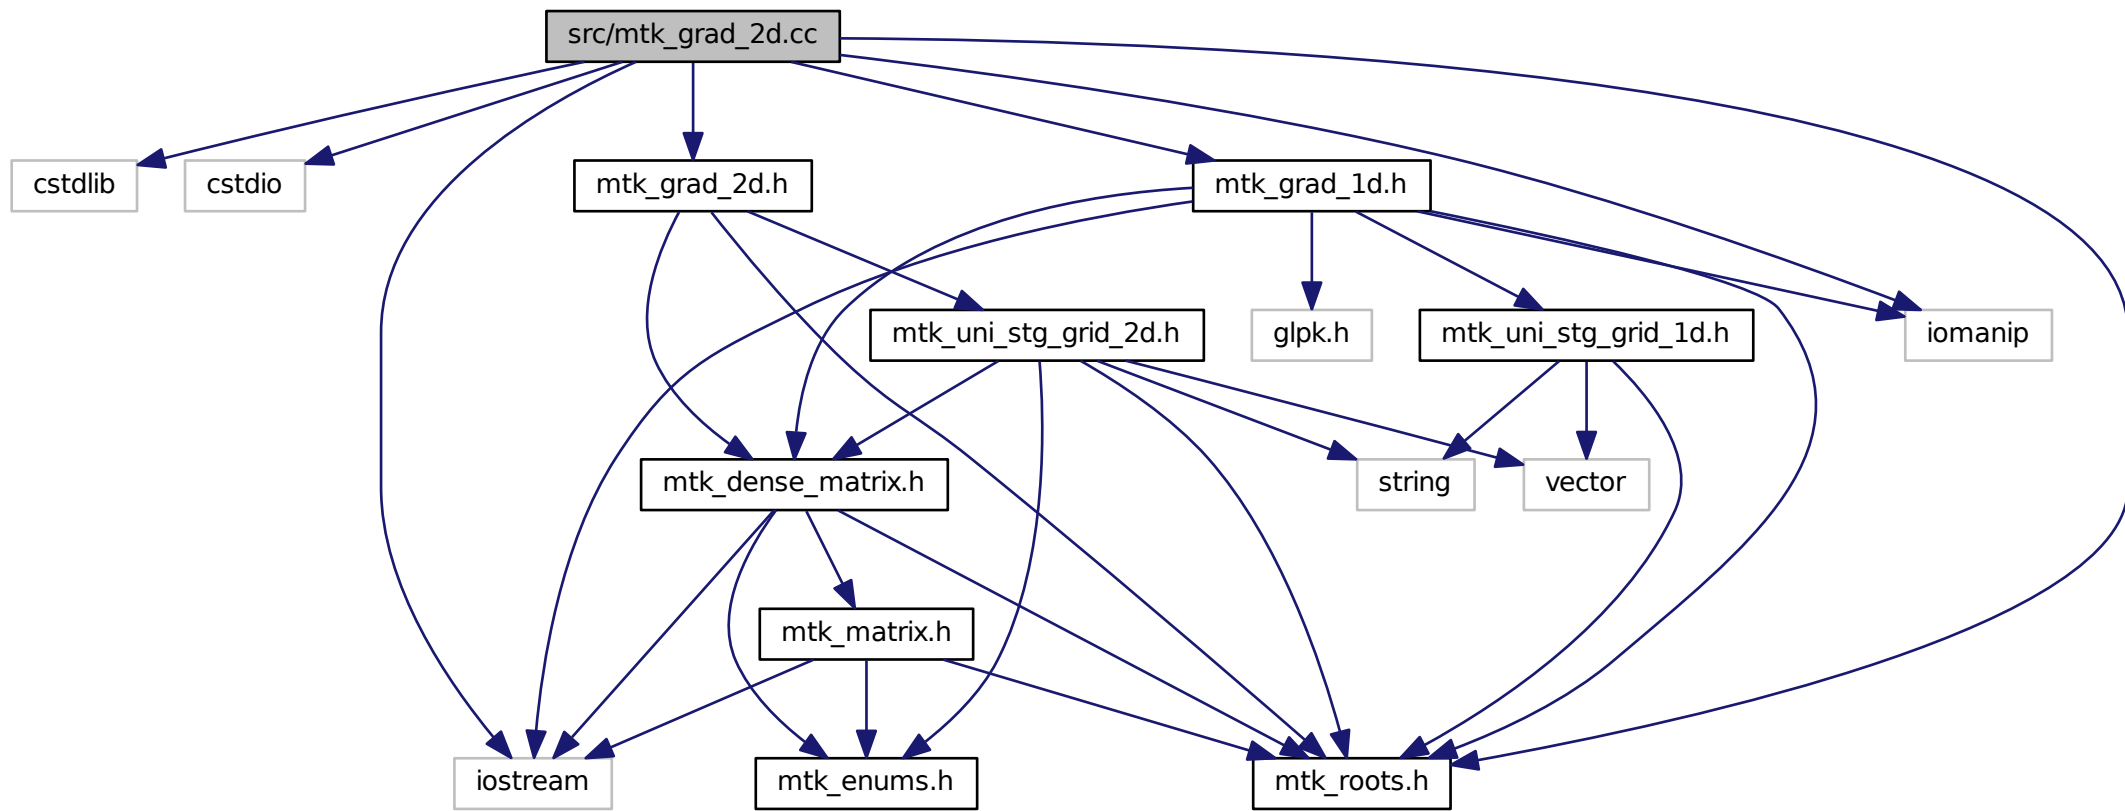 src/mtk_grad_2d.cc
cstdlib
cstdio
mtk_grad_2d.h
mtk_grad_1d.h
mtk_uni_stg_grid_2d.h
glpk.h
mtk_uni_stg_grid_1d.h
iomanip
mtk_dense_matrix.h
string
vector
mtk_matrix.h
iostream
mtk_enums.h
mtk_roots.h